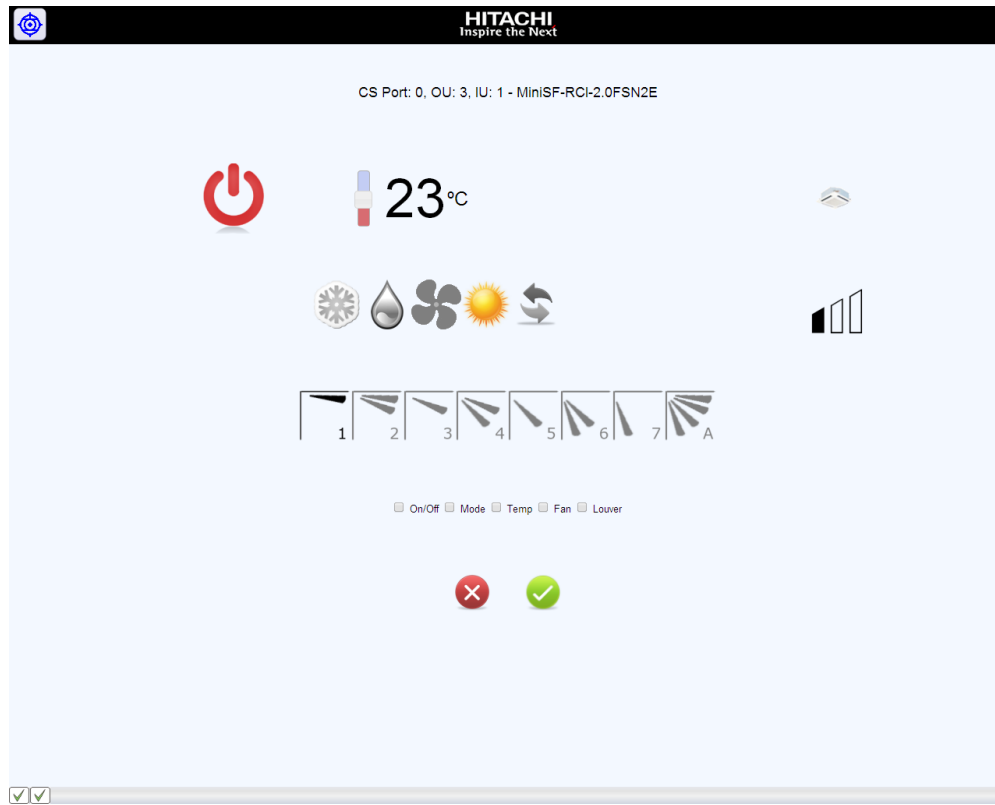 HITACHI
Inspire the Next
CS Port: 0, OU: 3, IU: 1 - MiniSF-RCI-2.0FSN2E
23 °C
1 2 3 4 5 6 7 A
On/Off Mode Temp Fan Louver